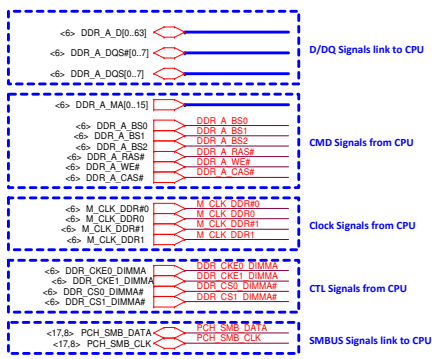 <6> DDR_A_D[0..63]
<6> DDR_A_DQS#[0..7]
<6> DDR_A_DQS[0..7]
D/DQ Signals link to CPU
<6> DDR_A_MA[0..15]
<6> DDR_A_BS0 DDR_A_BS0
<6> DDR_A_BS1 DDR_A_BS1
<6> DDR_A_BS2 DDR_A_BS2
<6> DDR_A_RAS# DDR_A_RAS#
<6> DDR_A_WE# DDR_A_WE#
<6> DDR_A_CAS# DDR_A_CAS#
CMD Signals from CPU
<6> M_CLK_DDR#0 M_CLK_DDR#0
<6> M_CLK_DDR0 M_CLK_DDR0
<6> M_CLK_DDR#1 M_CLK_DDR#1
<6> M_CLK_DDR1 M_CLK_DDR1
Clock Signals from CPU
<6> DDR_CKE0_DIMMA DDR_CKE0_DIMMA
<6> DDR_CKE1_DIMMA DDR_CKE1_DIMMA
<6> DDR_CS0_DIMMA# DDR_CS0_DIMMA#
<6> DDR_CS1_DIMMA# DDR_CS1_DIMMA#
CTL Signals from CPU
<17,8> PCH_SMB_DATA PCH_SMB_DATA
<17,8> PCH_SMB_CLK PCH_SMB_CLK
SMBUS Signals link to CPU